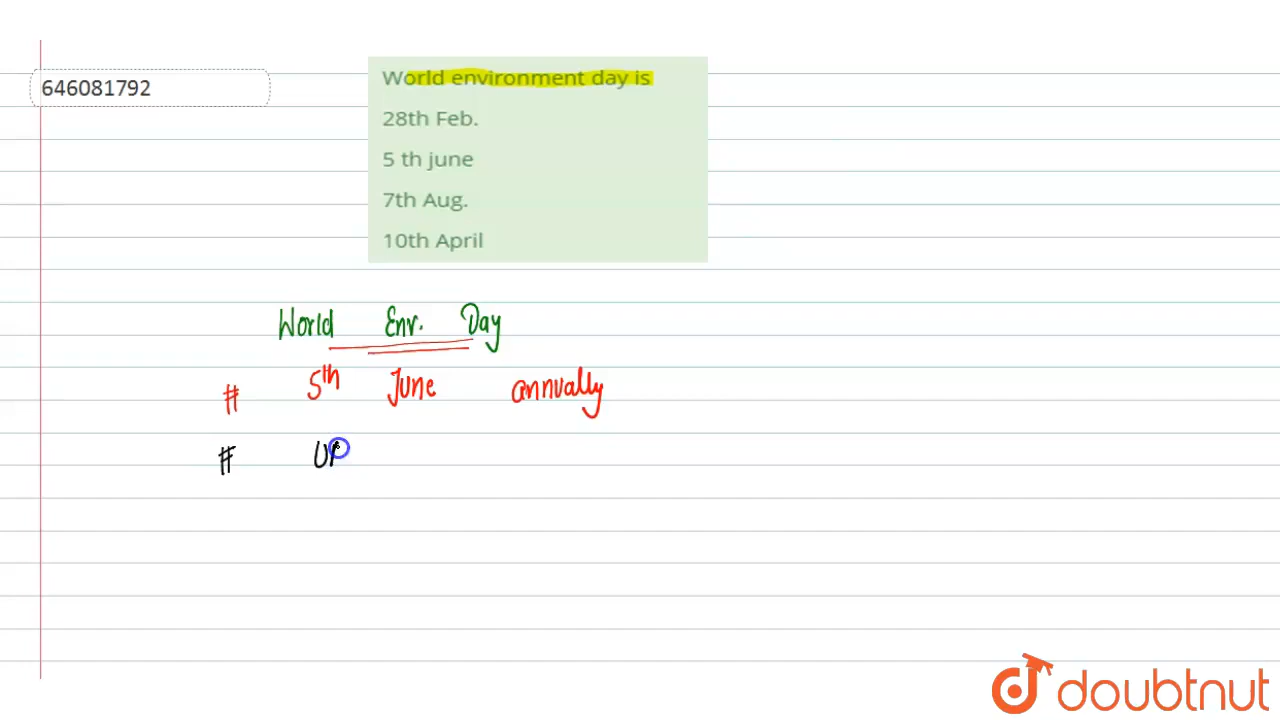 646081792
World environment day is
28th Feb.
5 th june
7th Aug.
10th April
World Env. Day
# 5th June annually
#
doubtnut